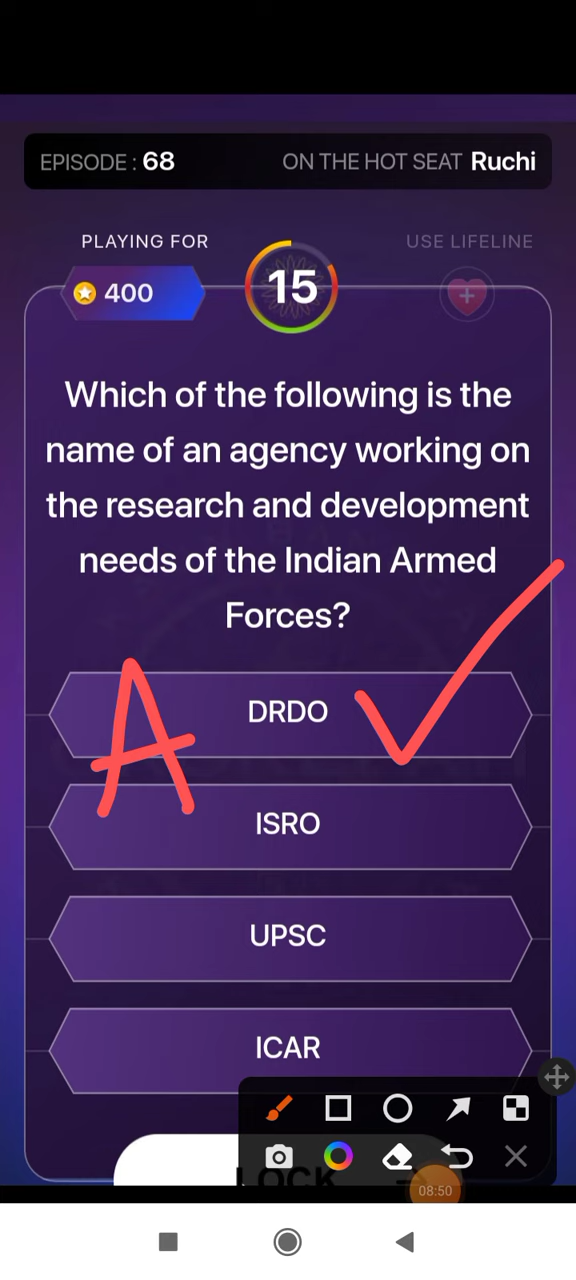 EPISODE : 68
ON THE HOT SEAT Ruchi
PLAYING FOR
USE LIFELINE
400
15
Which of the following is the
name of an agency working on
the research and development
needs of the Indian Armed
Forces?
A
DRDO
ISRO
UPSC
ICAR
LOCK
08:50